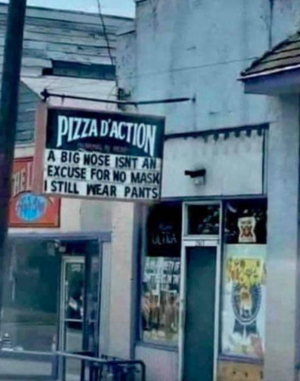 PIZZA D'ACTION
A BIG NOSE ISNT AN
EXCUSE FOR NO MASK
I STILL WEAR PANTS